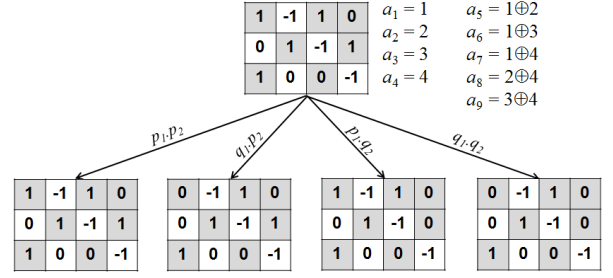 1 -1 1 0 a₁ = 1 a₅ = 1⊕2
0 1 -1 1 a₂ = 2 a₆ = 1⊕3
1 0 0 -1 a₃ = 3 a₇ = 1⊕4
a₄ = 4 a₈ = 2⊕4
a₉ = 3⊕4
p₁.p₂ q₁.p₂ p₁.q₂ q₁.q₂
1 -1 1 0 0 -1 1 0 1 -1 1 0 0 -1 1 0
0 1 -1 1 0 1 -1 1 0 1 -1 0 0 1 -1 0
1 0 0 -1 1 0 0 -1 1 0 0 -1 1 0 0 -1